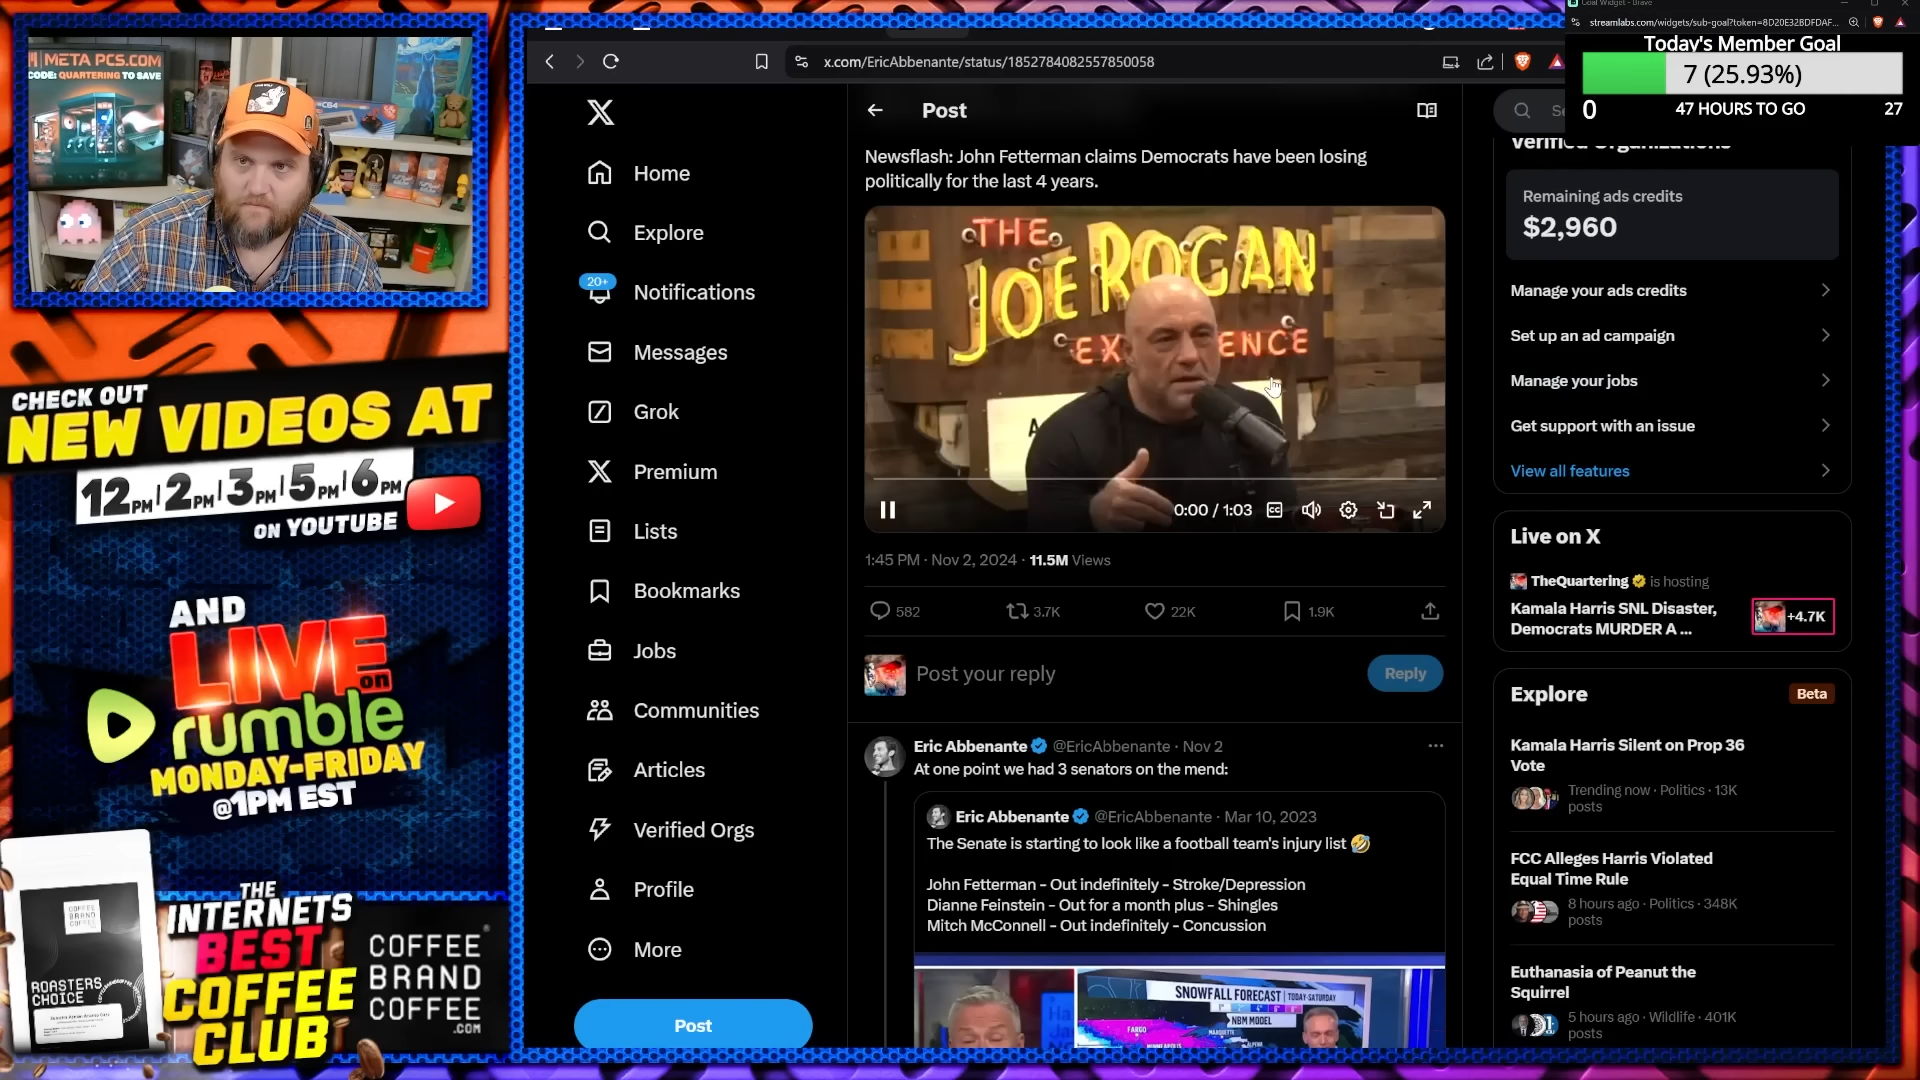 META PCS.COM
CODE: QUARTERING TO SAVE
CHECK OUT
NEW VIDEOS AT
12PM|2PM|3PM|5PM|6PM
ON YOUTUBE
AND
LIVE
on
rumble
MONDAY-FRIDAY
@1PM EST
COFFEE
BRAND
COFFEE
ROASTERS
CHOICE
THE
INTERNETS
BEST
COFFEE
CLUB
COFFEE
BRAND
COFFEE
.COM
x.com/EricAbbenante/status/1852784082557850058
Home
Explore
20+
Notifications
Messages
Grok
Premium
Lists
Bookmarks
Jobs
Communities
Articles
Verified Orgs
Profile
More
Post
Post
Newsflash: John Fetterman claims Democrats have been losing
politically for the last 4 years.
THE
JOE ROGAN
EX ENCE
0:00 / 1:03
1:45 PM · Nov 2, 2024 · 11.5M Views
582
3.7K
22K
1.9K
Post your reply
Reply
Eric Abbenante @EricAbbenante · Nov 2
At one point we had 3 senators on the mend:
Eric Abbenante @EricAbbenante · Mar 10, 2023
The Senate is starting to look like a football team's injury list 🤣
John Fetterman - Out indefinitely - Stroke/Depression
Dianne Feinstein - Out for a month plus - Shingles
Mitch McConnell - Out indefinitely - Concussion
SNOWFALL FORECAST | TODAY-SATURDAY
NBM MODEL
FARGO
MINNEAPOLIS
MARQUETTE
Goal Widget - Brave
streamlabs.com/widgets/sub-goal?token=8D20E32BDFDAF...
Today's Member Goal
7 (25.93%)
0
47 HOURS TO GO
27
Se
Verified Organizations
Remaining ads credits
$2,960
Manage your ads credits
Set up an ad campaign
Manage your jobs
Get support with an issue
View all features
Live on X
TheQuartering is hosting
Kamala Harris SNL Disaster,
Democrats MURDER A ...
+4.7K
Explore
Beta
Kamala Harris Silent on Prop 36
Vote
Trending now · Politics · 13K
posts
FCC Alleges Harris Violated
Equal Time Rule
8 hours ago · Politics · 348K
posts
Euthanasia of Peanut the
Squirrel
5 hours ago · Wildlife · 401K
posts